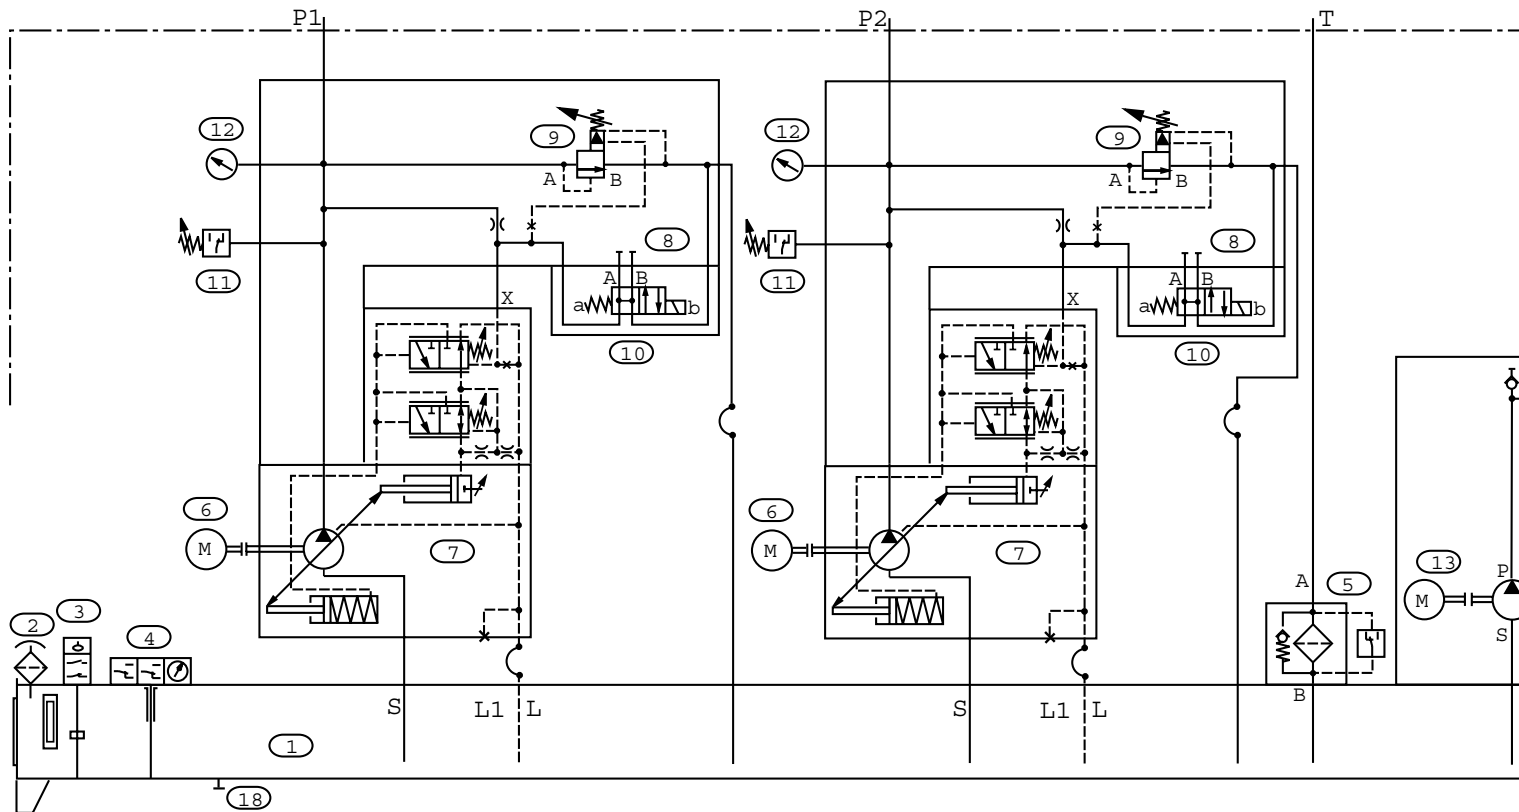 P1 P2 T
12 9 12 9
A B A B
8 8
11 A B 11 A B
X a b X a b
10 10
6 7 6 7 13
M M M P
A 5
2 3 4 S
B
S L1 L S L1 L
1
18